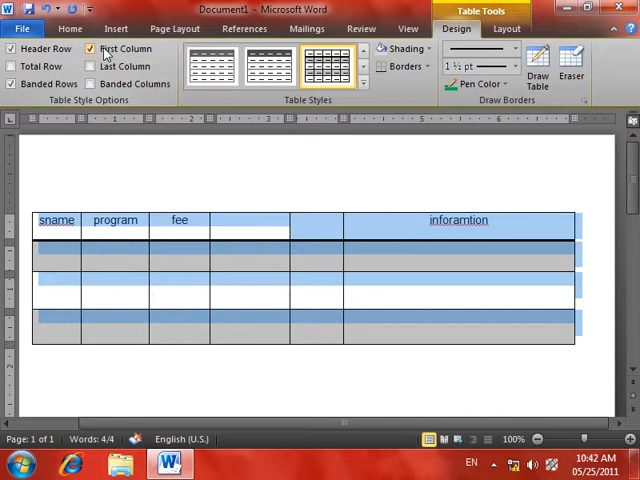 Document1 - Microsoft Word
Table Tools
File Home Insert Page Layout References Mailings Review View Design Layout
Header Row First Column
Total Row Last Column
Banded Rows Banded Columns
Table Style Options
Table Styles
Shading
Borders
1 ½ pt
Pen Color
Draw Table
Eraser
Draw Borders
sname program fee inforamtion
Page: 1 of 1 Words: 4/4 English (U.S.) 100%
EN 10:42 AM
05/25/2011